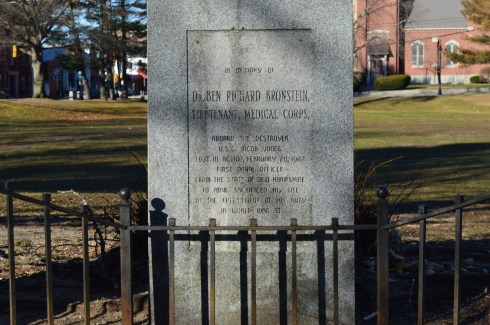 IN MEMORY OF
DR. BEN RICHARD BRONSTEIN,
LIEUTENANT, MEDICAL CORPS,
ABOARD THE DESTROYER
U.S.S. JACOB JONES
LOST IN ACTION, FEBRUARY 28, 1942
FIRST NAVAL OFFICER
FROM THE STATE OF NEW HAMPSHIRE
TO HAVE SACRIFICED HIS LIFE
IN THE EXECUTION OF HIS DUTY
IN WORLD WAR II